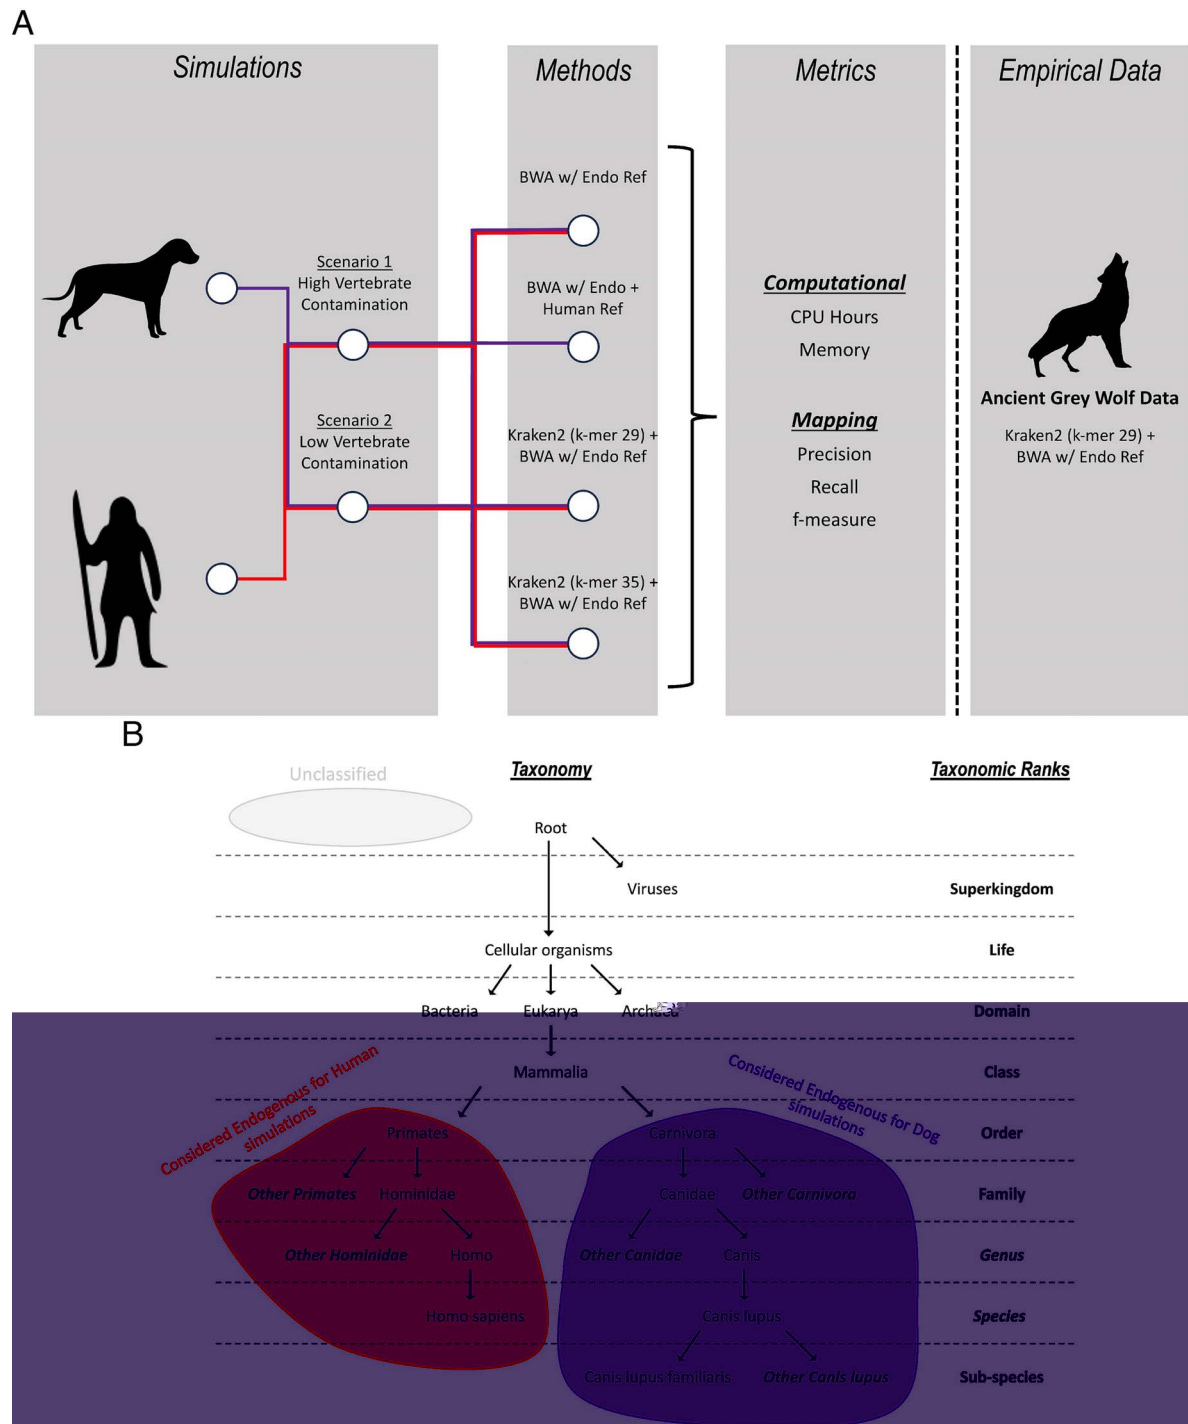 A
Simulations
Methods
Metrics
Empirical Data
Scenario 1
High Vertebrate
Contamination
Scenario 2
Low Vertebrate
Contamination
BWA w/ Endo Ref
BWA w/ Endo +
Human Ref
Kraken2 (k-mer 29) +
BWA w/ Endo Ref
Kraken2 (k-mer 35) +
BWA w/ Endo Ref
Computational
CPU Hours
Memory
Mapping
Precision
Recall
f-measure
Ancient Grey Wolf Data
Kraken2 (k-mer 29) +
BWA w/ Endo Ref
B
Unclassified
Taxonomy
Taxonomic Ranks
Root
Viruses
Superkingdom
Cellular organisms
Life
Bacteria
Eukarya
Archaea
Domain
Mammalia
Class
Considered Endogenous for Human
simulations
Considered Endogenous for Dog
simulations
Primates
Carnivora
Order
Other Primates
Hominidae
Canidae
Other Carnivora
Family
Other Hominidae
Homo
Other Canidae
Canis
Genus
Homo sapiens
Canis lupus
Species
Canis lupus familiaris
Other Canis lupus
Sub-species